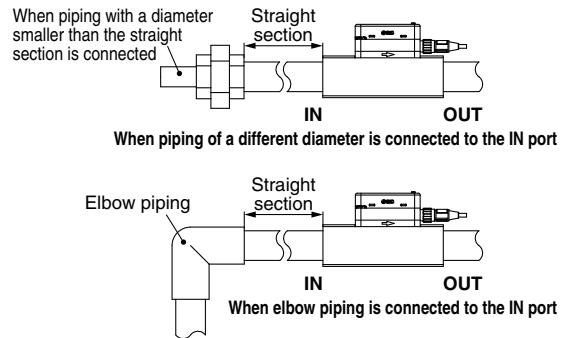 When piping with a diameter
smaller than the straight
section is connected
Straight
section
IN
OUT
When piping of a different diameter is connected to the IN port
Elbow piping
Straight
section
IN
OUT
When elbow piping is connected to the IN port